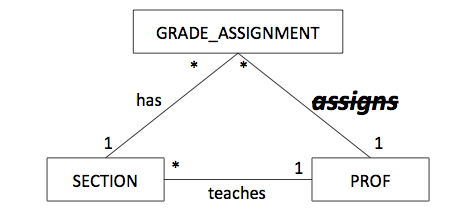 GRADE_ASSIGNMENT
* *
has
assigns
1 1
* 1
SECTION
teaches
PROF